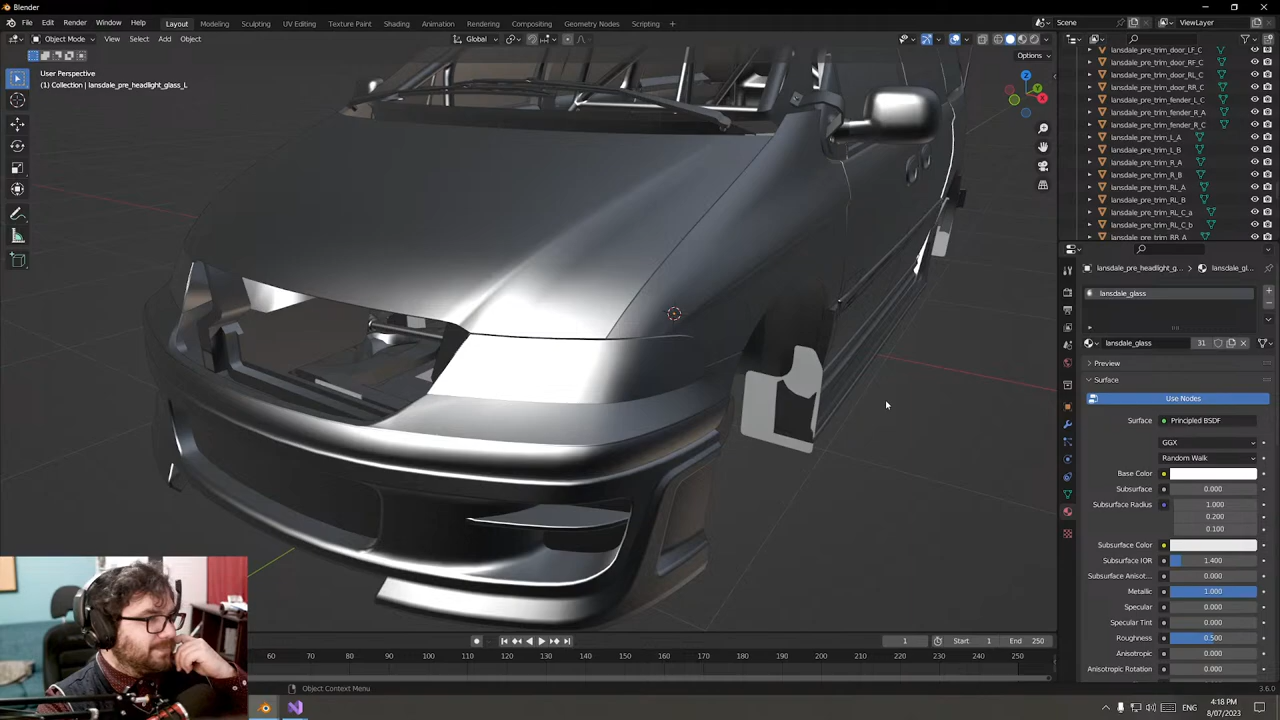 Blender
File Edit Render Window Help Layout Modeling Sculpting UV Editing Texture Paint Shading Animation Rendering Compositing Geometry Nodes Scripting + Scene ViewLayer
Object Mode View Select Add Object Global
Options
User Perspective
(1) Collection | lansdale_pre_headlight_glass_L
Z
Y
X
lansdale_pre_trim_door_LF_C
lansdale_pre_trim_door_RF_C
lansdale_pre_trim_door_RL_C
lansdale_pre_trim_door_RR_C
lansdale_pre_trim_fender_L_C
lansdale_pre_trim_fender_R_A
lansdale_pre_trim_fender_R_C
lansdale_pre_trim_L_A
lansdale_pre_trim_L_B
lansdale_pre_trim_R_A
lansdale_pre_trim_R_B
lansdale_pre_trim_RL_A
lansdale_pre_trim_RL_B
lansdale_pre_trim_RL_C_a
lansdale_pre_trim_RL_C_b
lansdale_pre_trim_RR_A
lansdale_pre_headlight_g... lansdale_gl...
lansdale_glass
lansdale_glass 31
Preview
Surface
Use Nodes
Surface Principled BSDF
GGX
Random Walk
Base Color
Subsurface 0.000
Subsurface Radius 1.000
0.200
0.100
Subsurface Color
Subsurface IOR 1.400
Subsurface Anisot... 0.000
Metallic 1.000
Specular 0.000
Specular Tint 0.000
Roughness 0.500
Anisotropic 0.000
Anisotropic Rotation 0.000
1 Start 1 End 250
60 70 80 90 100 110 120 130 140 150 160 170 180 190 200 210 220 230 240 250
Object Context Menu
3.6.0
ENG
4:18 PM
8/07/2023